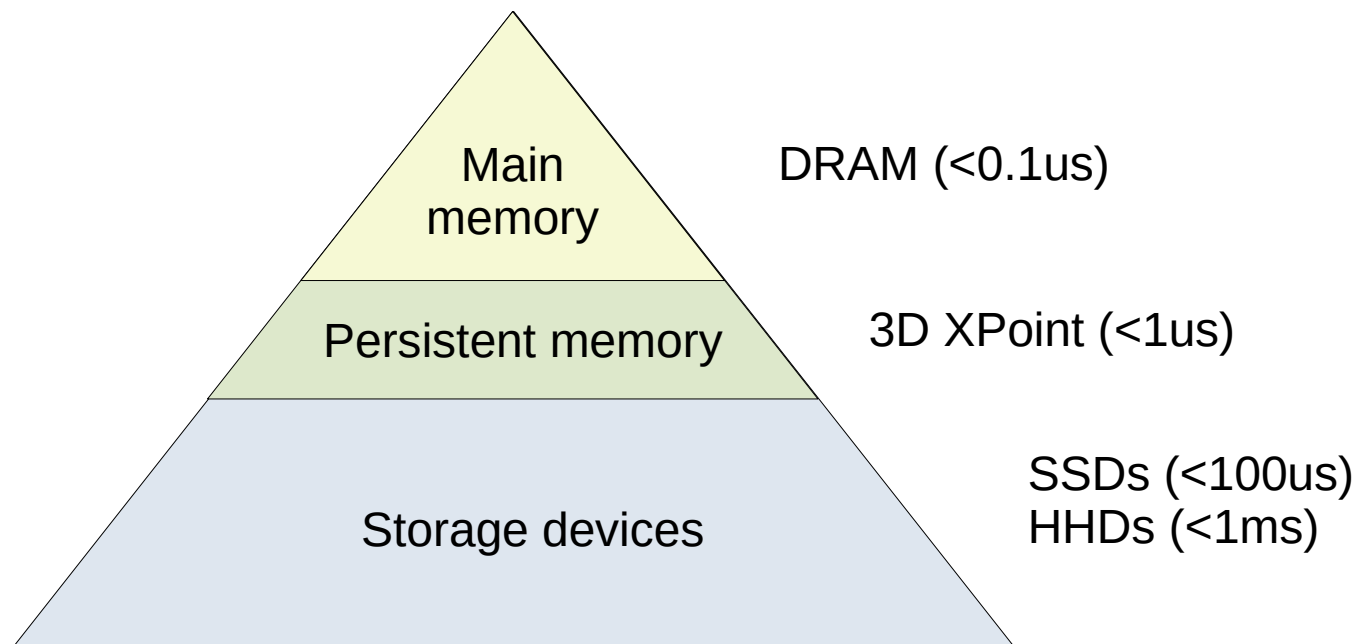 Main
memory
DRAM (<0.1us)
Persistent memory
3D XPoint (<1us)
Storage devices
SSDs (<100us)
HHDs (<1ms)